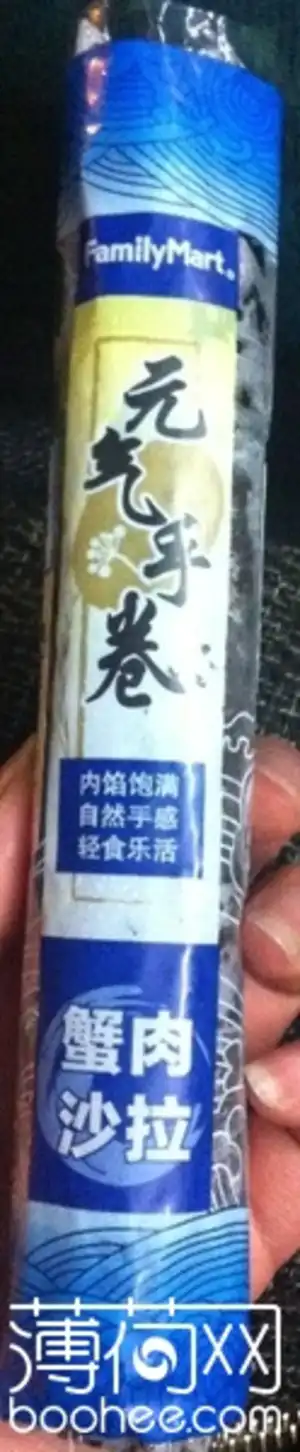 FamilyMart
元气手卷
内馅饱满
自然手感
轻食乐活
蟹肉
沙拉
薄荷网
boohee.com